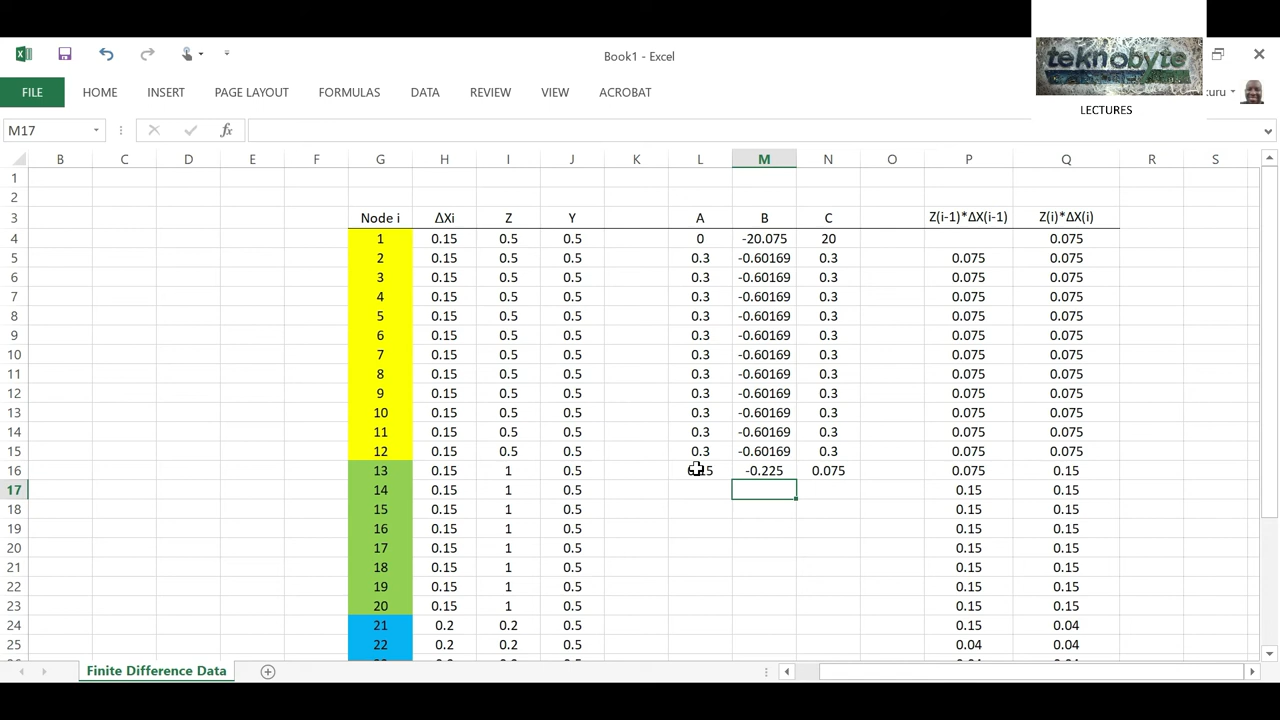 Book1 - Excel
teknobyte
LECTURES
FILE HOME INSERT PAGE LAYOUT FORMULAS DATA REVIEW VIEW ACROBAT
M17 fx
B C D E F G H I J K L M N O P Q R S
1
2
3 Node i ΔXi Z Y A B C Z(i-1)*ΔX(i-1) Z(i)*ΔX(i)
4 1 0.15 0.5 0.5 0 -20.075 20 0.075
5 2 0.15 0.5 0.5 0.3 -0.60169 0.3 0.075 0.075
6 3 0.15 0.5 0.5 0.3 -0.60169 0.3 0.075 0.075
7 4 0.15 0.5 0.5 0.3 -0.60169 0.3 0.075 0.075
8 5 0.15 0.5 0.5 0.3 -0.60169 0.3 0.075 0.075
9 6 0.15 0.5 0.5 0.3 -0.60169 0.3 0.075 0.075
10 7 0.15 0.5 0.5 0.3 -0.60169 0.3 0.075 0.075
11 8 0.15 0.5 0.5 0.3 -0.60169 0.3 0.075 0.075
12 9 0.15 0.5 0.5 0.3 -0.60169 0.3 0.075 0.075
13 10 0.15 0.5 0.5 0.3 -0.60169 0.3 0.075 0.075
14 11 0.15 0.5 0.5 0.3 -0.60169 0.3 0.075 0.075
15 12 0.15 0.5 0.5 0.3 -0.60169 0.3 0.075 0.075
16 13 0.15 1 0.5 -0.225 0.075 0.075 0.15
17 14 0.15 1 0.5 0.15 0.15
18 15 0.15 1 0.5 0.15 0.15
19 16 0.15 1 0.5 0.15 0.15
20 17 0.15 1 0.5 0.15 0.15
21 18 0.15 1 0.5 0.15 0.15
22 19 0.15 1 0.5 0.15 0.15
23 20 0.15 1 0.5 0.15 0.15
24 21 0.2 0.2 0.5 0.15 0.04
25 22 0.2 0.2 0.5 0.04 0.04
Finite Difference Data